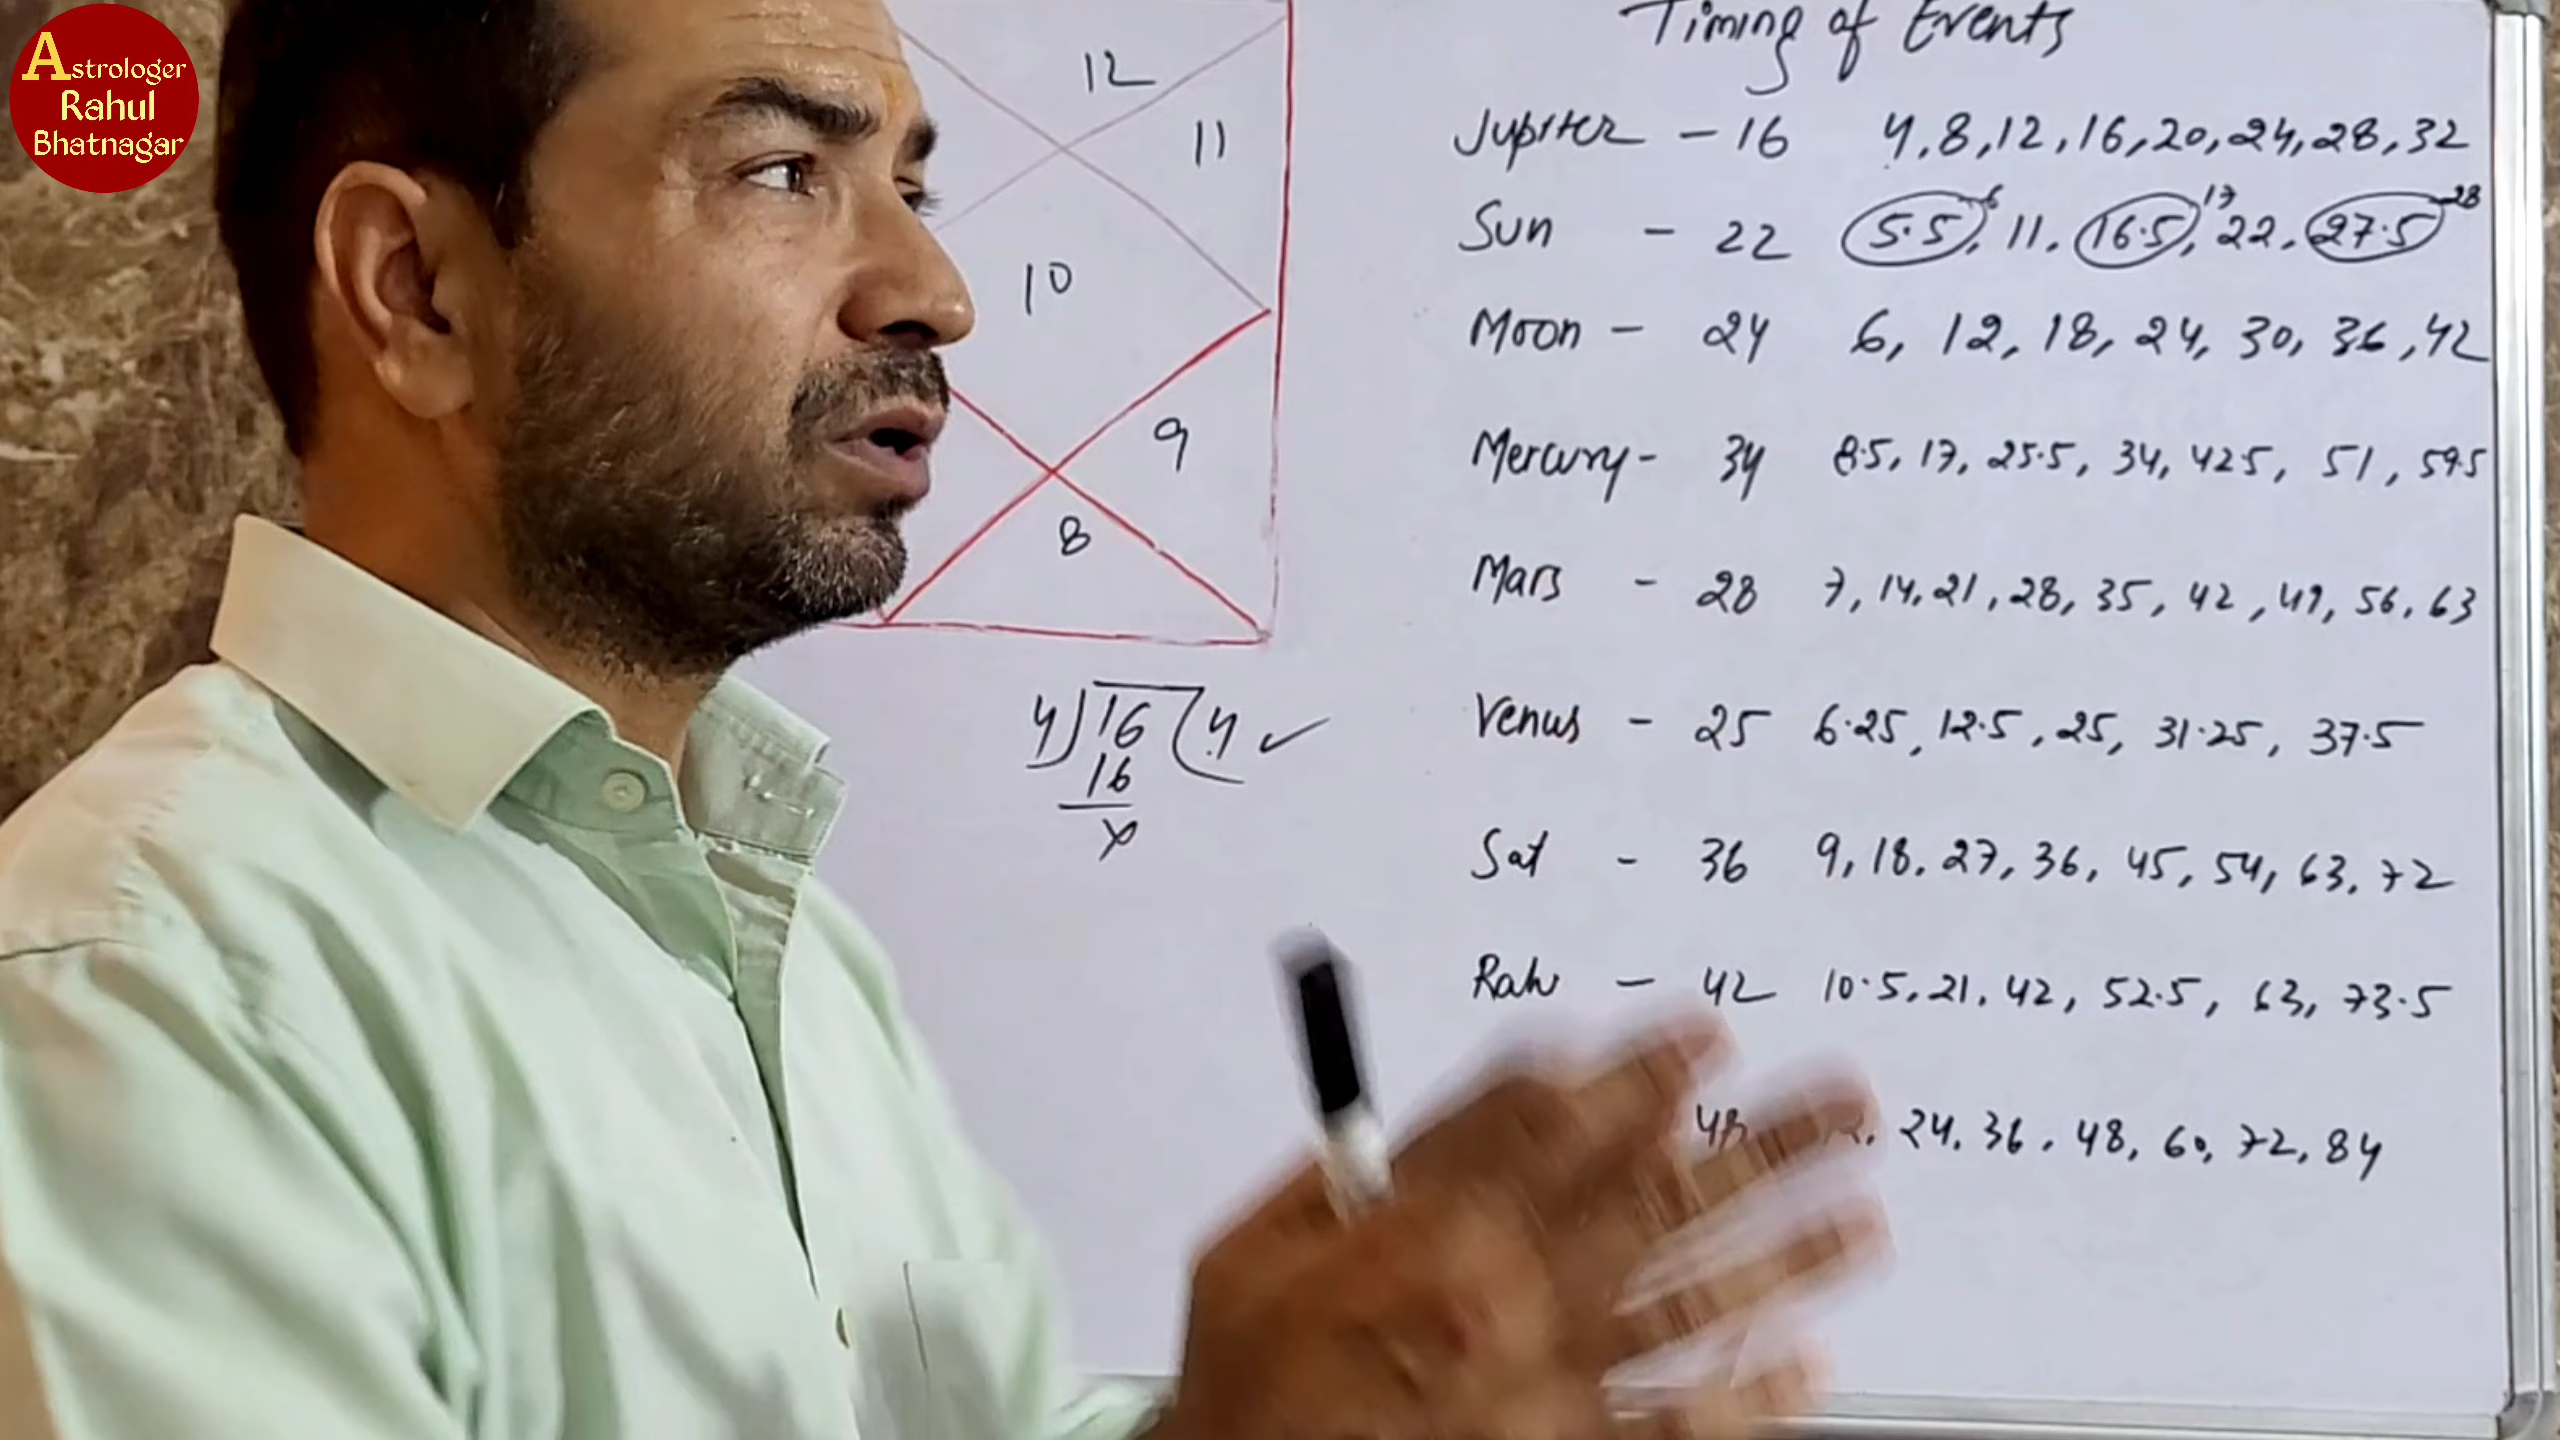 Astrologer
Rahul
Bhatnagar
12
11
10
9
8
4)16(4 ✓
16
x
Timing of Events
Jupiter - 16 4,8,12,16,20,24,28,32
Sun - 22 5.5,6 11, 16.5,17 22, 27.5 28
Moon - 24 6, 12, 18, 24, 30, 36, 42
Mercury - 34 8.5, 17, 25.5, 34, 42.5, 51, 59.5
Mars - 28 7, 14, 21, 28, 35, 42, 49, 56, 63
Venus - 25 6.25, 12.5, 25, 31.25, 37.5
Sat - 36 9, 18, 27, 36, 45, 54, 63, 72
Rahu - 42 10.5, 21, 42, 52.5, 63, 73.5
48 24, 36, 48, 60, 72, 84